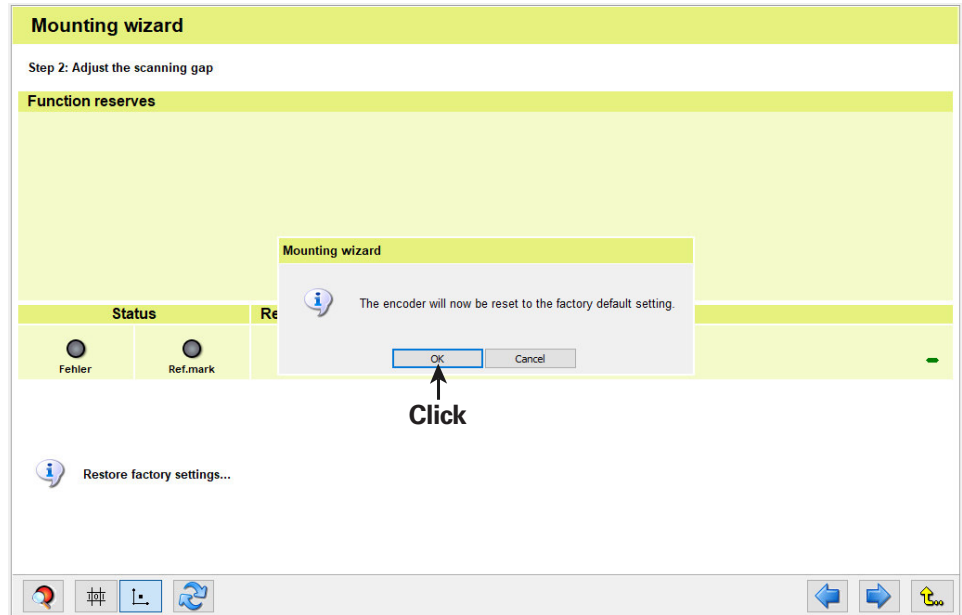 Mounting wizard
Step 2: Adjust the scanning gap
Function reserves
Mounting wizard
The encoder will now be reset to the factory default setting.
OK Cancel
Status Re
Fehler Ref.mark
Click
Restore factory settings...